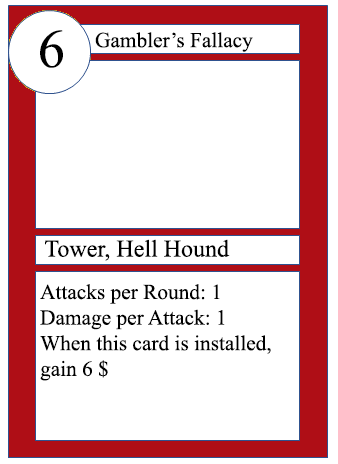 6
Gambler’s Fallacy
Tower, Hell Hound
Attacks per Round: 1
Damage per Attack: 1
When this card is installed,
gain 6 $